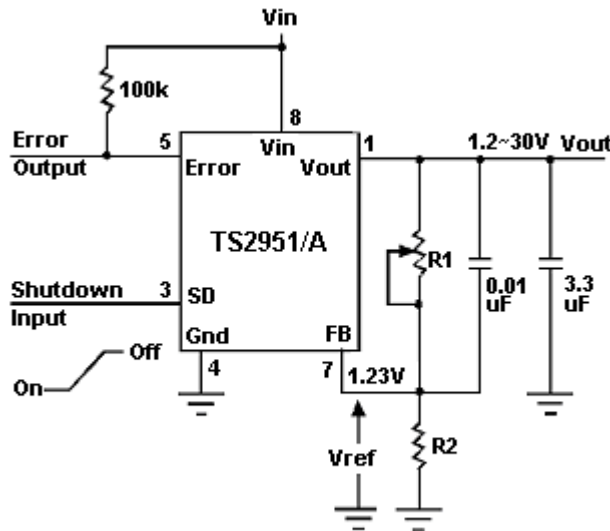 Vin
100k
8
Error
Output
5
Vin
1
1.2~30V
Vout
Error
Vout
TS2951/A
R1
0.01
uF
3.3
uF
Shutdown
Input
3
SD
Gnd
FB
Off
On
4
7
1.23V
Vref
R2